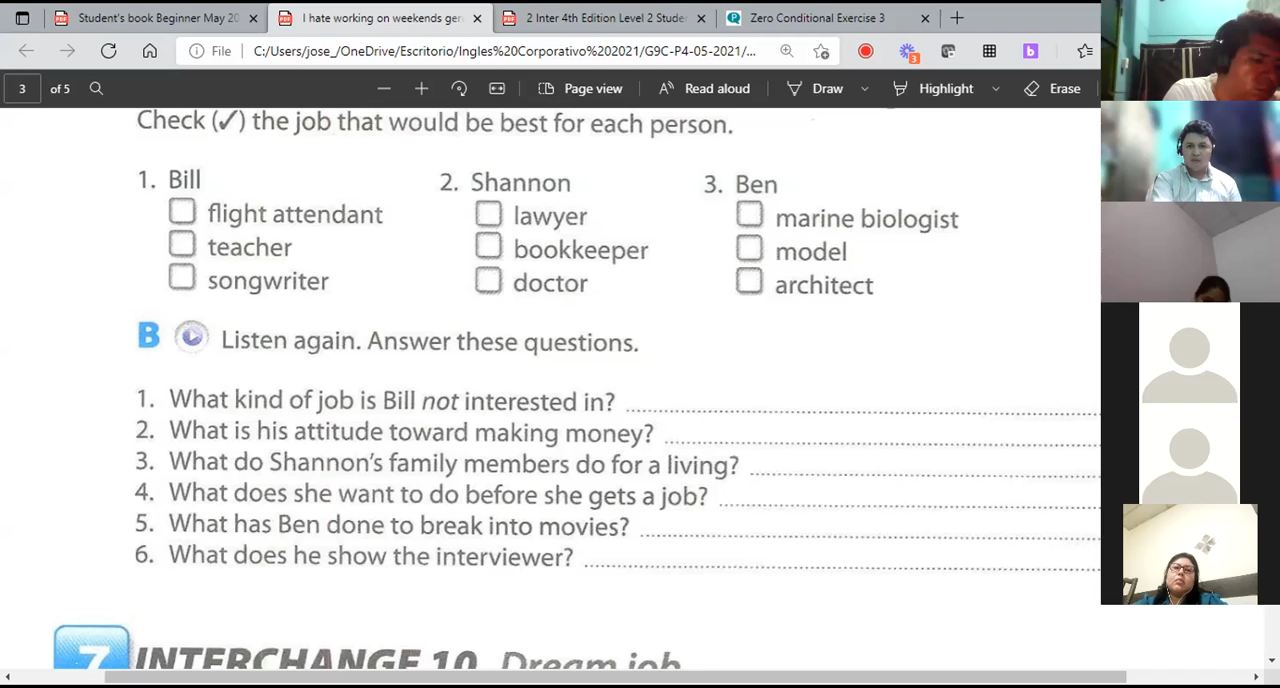 Student's book Beginner May 20
I hate working on weekends gen
2 Inter 4th Edition Level 2 Stude
Zero Conditional Exercise 3
File
C:/Users/jose_/OneDrive/Escritorio/Ingles%20Corporativo%202021/G9C-P4-05-2021/...
3
3 of 5
Page view
Read aloud
Draw
Highlight
Erase
Check (✓) the job that would be best for each person.
1. Bill
flight attendant
teacher
songwriter
2. Shannon
lawyer
bookkeeper
doctor
3. Ben
marine biologist
model
architect
B Listen again. Answer these questions.
1. What kind of job is Bill not interested in?
2. What is his attitude toward making money?
3. What do Shannon's family members do for a living?
4. What does she want to do before she gets a job?
5. What has Ben done to break into movies?
6. What does he show the interviewer?
7 INTERCHANGE 10 Dream job